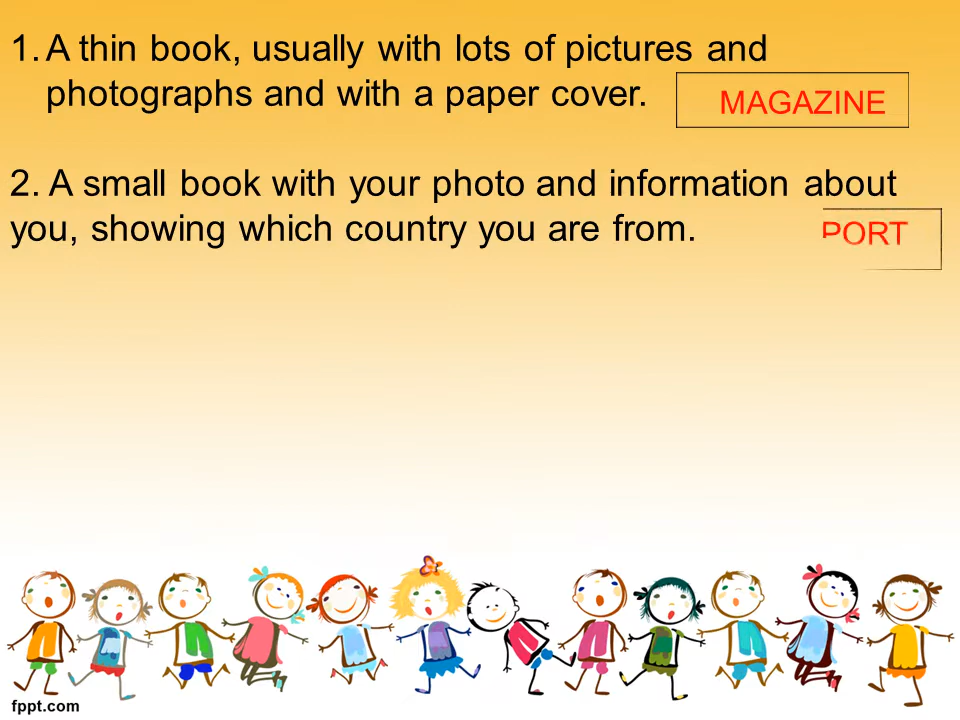 1. A thin book, usually with lots of pictures and
photographs and with a paper cover.
MAGAZINE
2. A small book with your photo and information about
you, showing which country you are from.
PORT
fppt.com